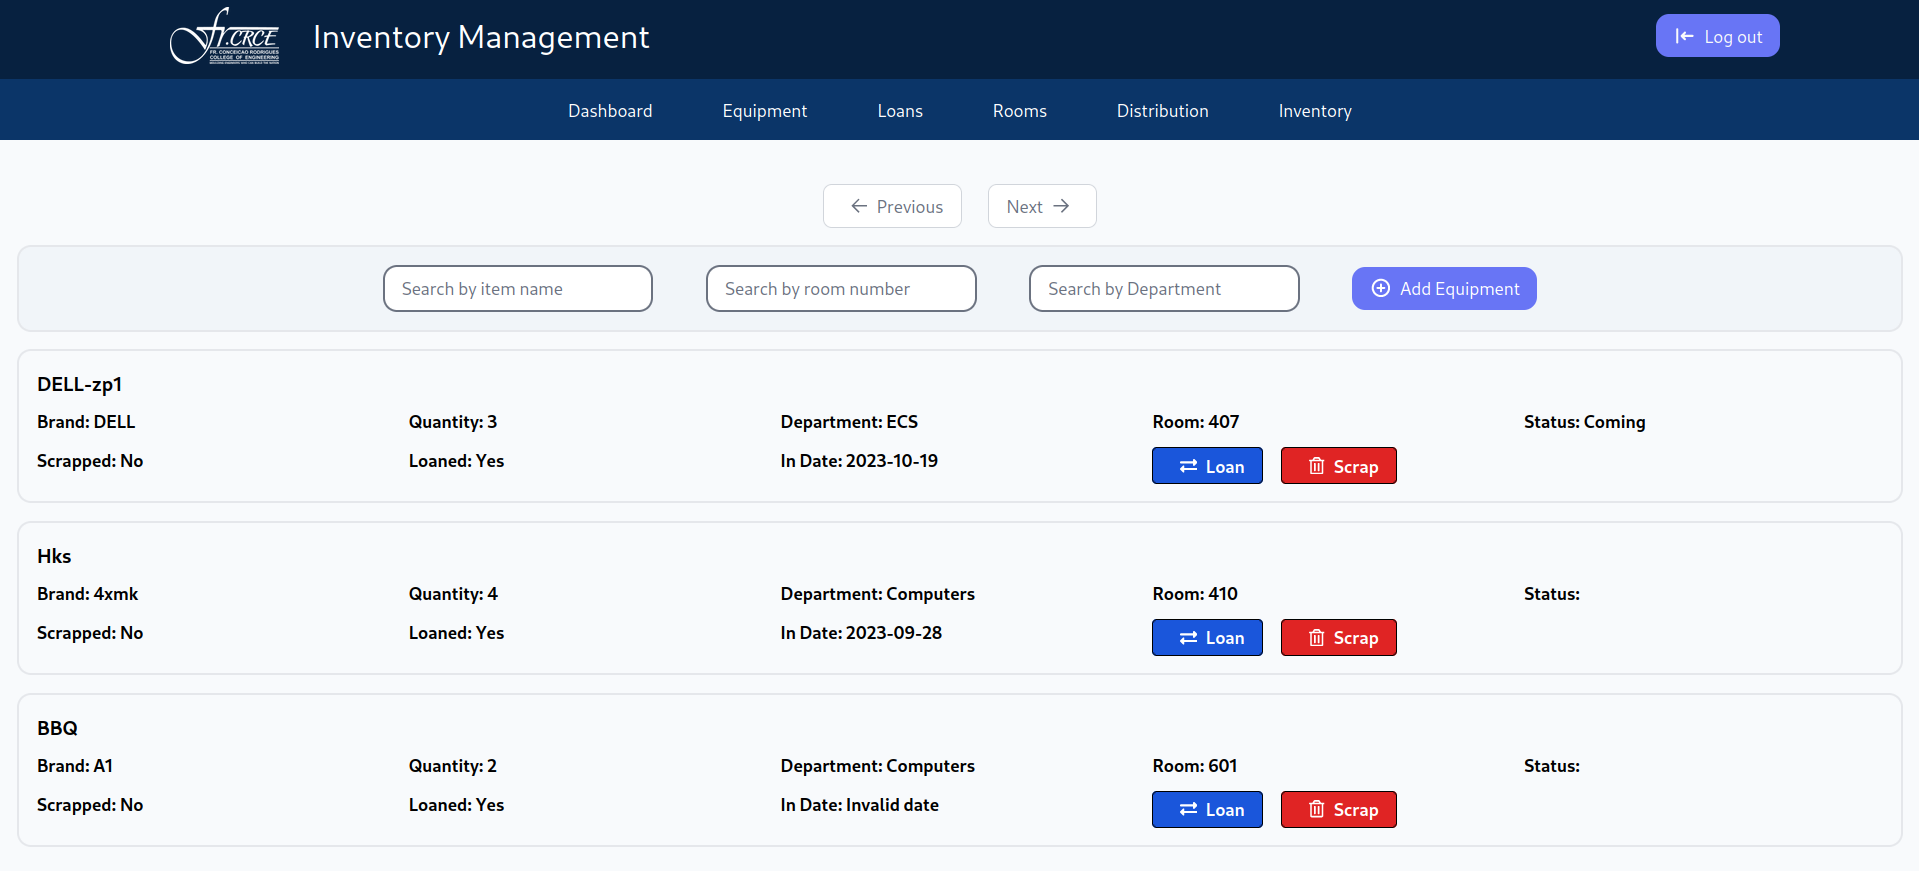 fr.CRCE
FR. CONCEICAO RODRIGUES
COLLEGE OF ENGINEERING
Inventory Management
Log out
Dashboard Equipment Loans Rooms Distribution Inventory
Previous Next
Search by item name Search by room number Search by Department Add Equipment
DELL-zp1
Brand: DELL Quantity: 3 Department: ECS Room: 407 Status: Coming
Scrapped: No Loaned: Yes In Date: 2023-10-19 Loan Scrap
Hks
Brand: 4xmk Quantity: 4 Department: Computers Room: 410 Status:
Scrapped: No Loaned: Yes In Date: 2023-09-28 Loan Scrap
BBQ
Brand: A1 Quantity: 2 Department: Computers Room: 601 Status:
Scrapped: No Loaned: Yes In Date: Invalid date Loan Scrap